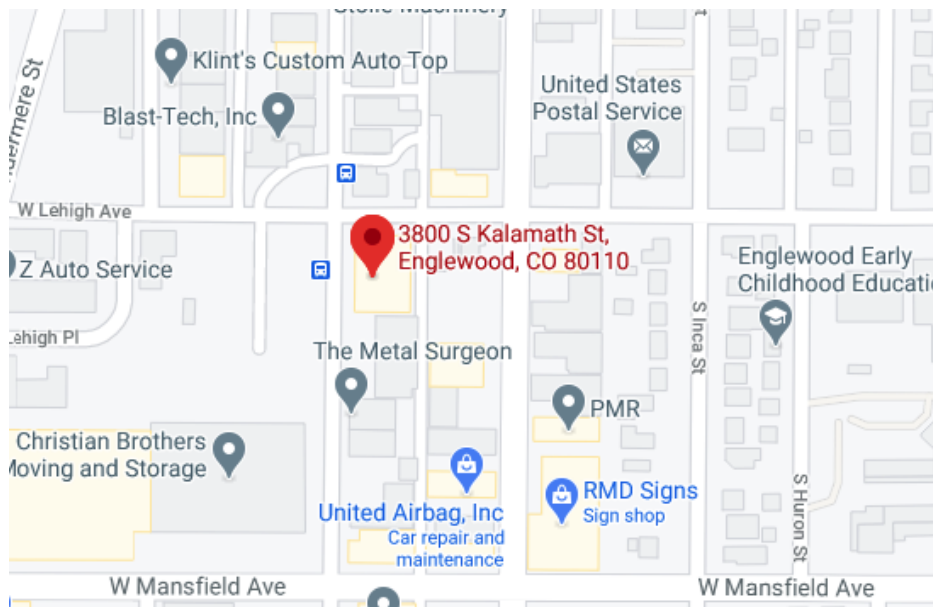 Klint's Custom Auto Top
Blast-Tech, Inc
United States
Postal Service
W Lehigh Ave
3800 S Kalamath St,
Englewood, CO 80110
Z Auto Service
Englewood Early
Childhood Educati
Lehigh Pl
S Inca St
The Metal Surgeon
PMR
Christian Brothers
Moving and Storage
United Airbag, Inc
Car repair and
maintenance
RMD Signs
Sign shop
S Huron St
W Mansfield Ave
W Mansfield Ave